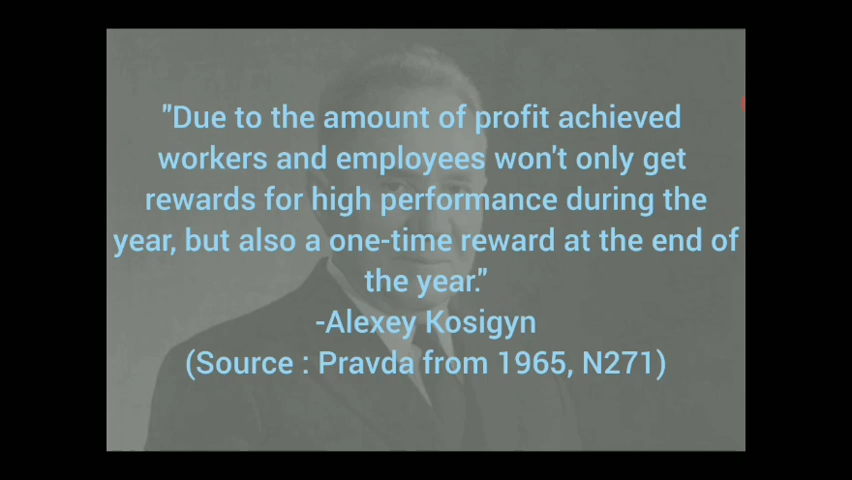 "Due to the amount of profit achieved
workers and employees won't only get
rewards for high performance during the
year, but also a one-time reward at the end of
the year."
-Alexey Kosigyn
(Source : Pravda from 1965, N271)